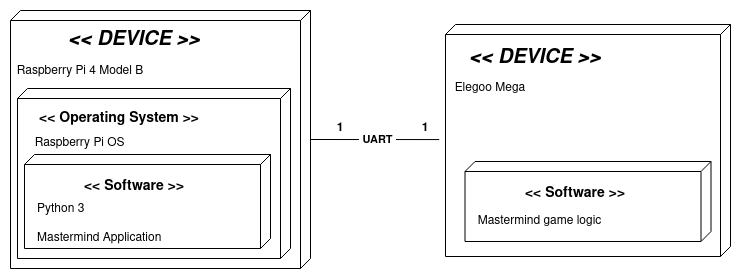 << DEVICE >>
Raspberry Pi 4 Model B
<< Operating System >>
Raspberry Pi OS
<< Software >>
Python 3
Mastermind Application
1 UART 1
<< DEVICE >>
Elegoo Mega
<< Software >>
Mastermind game logic